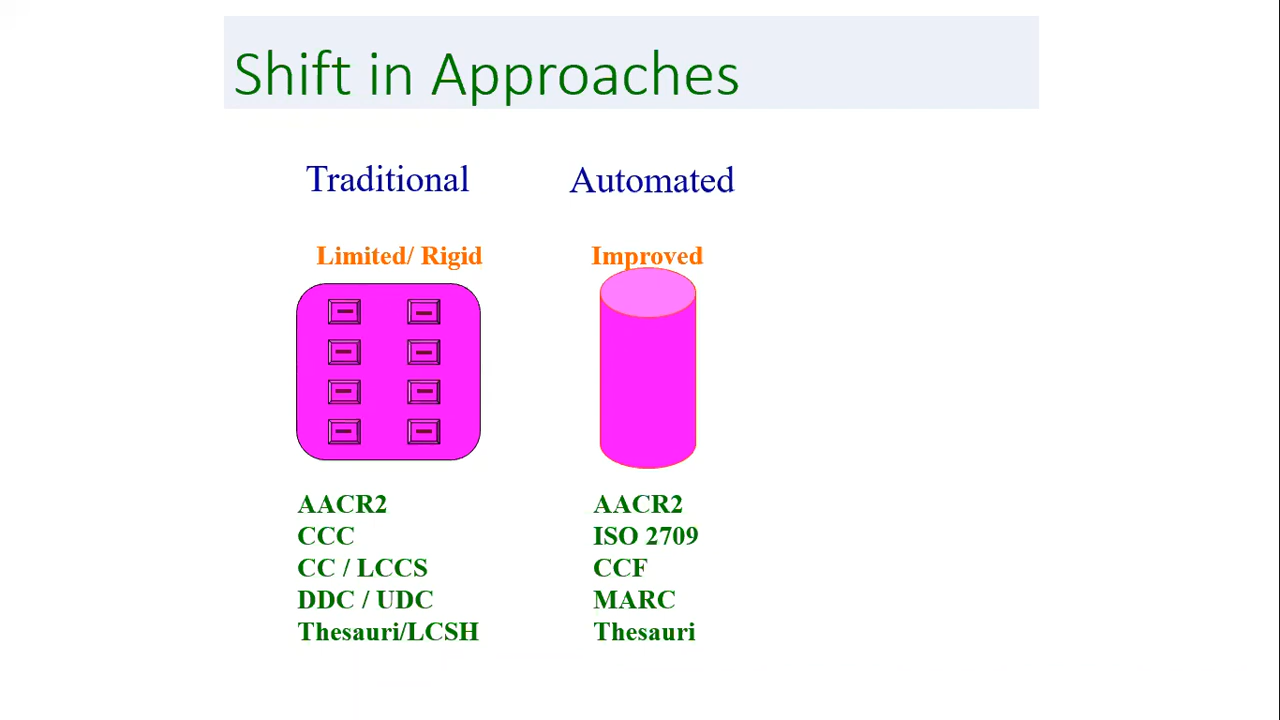 Shift in Approaches
Traditional
Limited/ Rigid
AACR2
CCC
CC / LCCS
DDC / UDC
Thesauri/LCSH
Automated
Improved
AACR2
ISO 2709
CCF
MARC
Thesauri